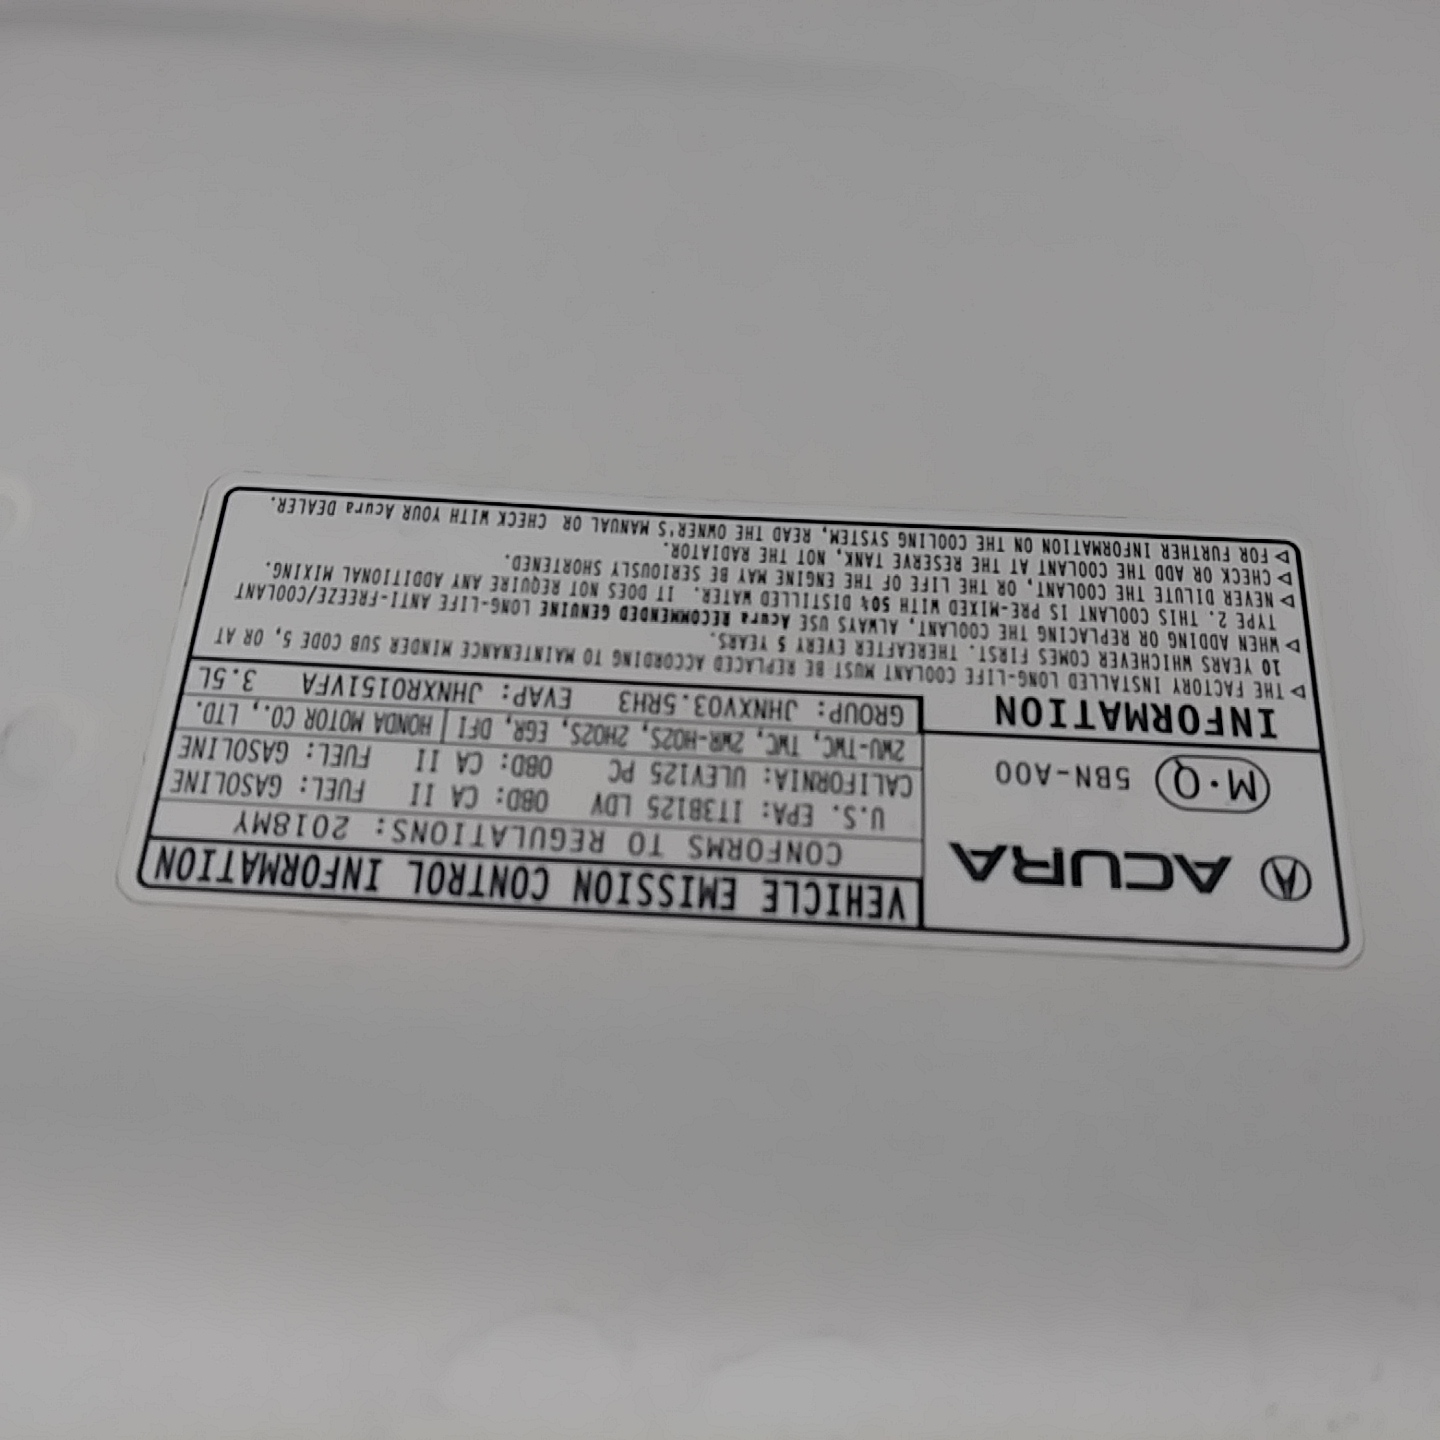 ACURA
M·Q 5BN-A00
VEHICLE EMISSION CONTROL INFORMATION
CONFORMS TO REGULATIONS: 2018MY
U.S. EPA: IT3B125 LDV OBD: CA II FUEL: GASOLINE
CALIFORNIA: ULEV125 PC OBD: CA II FUEL: GASOLINE
2WU-TWC, TWC, 2WR-HO2S, 2HO2S, EGR, DFI HONDA MOTOR CO., LTD.
GROUP: JHNXV03.5RH3 EVAP: JHNXR0151VFA 3.5L
INFORMATION
▷ THE FACTORY INSTALLED LONG-LIFE COOLANT MUST BE REPLACED ACCORDING TO MAINTENANCE MINDER SUB CODE 5, OR AT
10 YEARS WHICHEVER COMES FIRST. THEREAFTER EVERY 5 YEARS.
▷ WHEN ADDING OR REPLACING THE COOLANT, ALWAYS USE Acura RECOMMENDED GENUINE LONG-LIFE ANTI-FREEZE/COOLANT
TYPE 2. THIS COOLANT IS PRE-MIXED WITH 50% DISTILLED WATER. IT DOES NOT REQUIRE ANY ADDITIONAL MIXING.
▷ NEVER DILUTE THE COOLANT, OR THE LIFE OF THE ENGINE MAY BE SERIOUSLY SHORTENED.
▷ CHECK OR ADD THE COOLANT AT THE RESERVE TANK, NOT THE RADIATOR.
▷ FOR FURTHER INFORMATION ON THE COOLING SYSTEM, READ THE OWNER'S MANUAL OR CHECK WITH YOUR Acura DEALER.